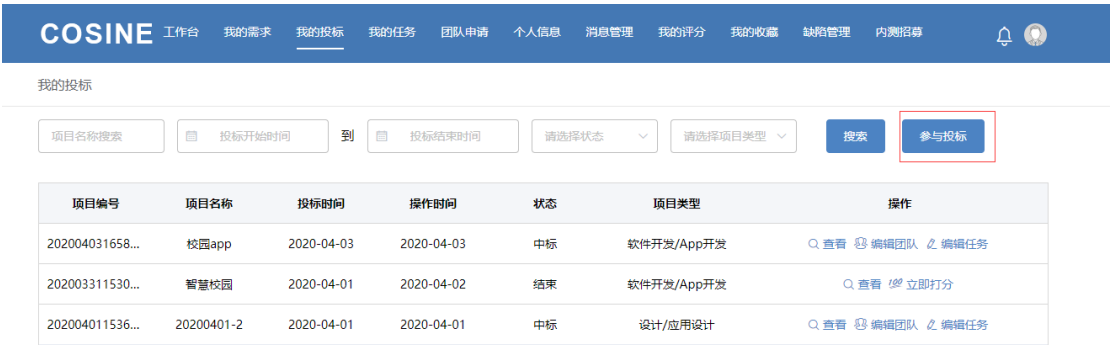 COSINE 工作台 我的需求 我的投标 我的任务 团队申请 个人信息 消息管理 我的评分 我的收藏 缺陷管理 内测招募
我的投标
项目名称搜索 投标开始时间 到 投标结束时间 请选择状态 请选择项目类型 搜索 参与投标
项目编号 项目名称 投标时间 操作时间 状态 项目类型 操作
202004031658... 校园app 2020-04-03 2020-04-03 中标 软件开发/App开发 查看 编辑团队 编辑任务
202003311530... 智慧校园 2020-04-01 2020-04-02 结束 软件开发/App开发 查看 立即打分
202004011536... 20200401-2 2020-04-01 2020-04-01 中标 设计/应用设计 查看 编辑团队 编辑任务